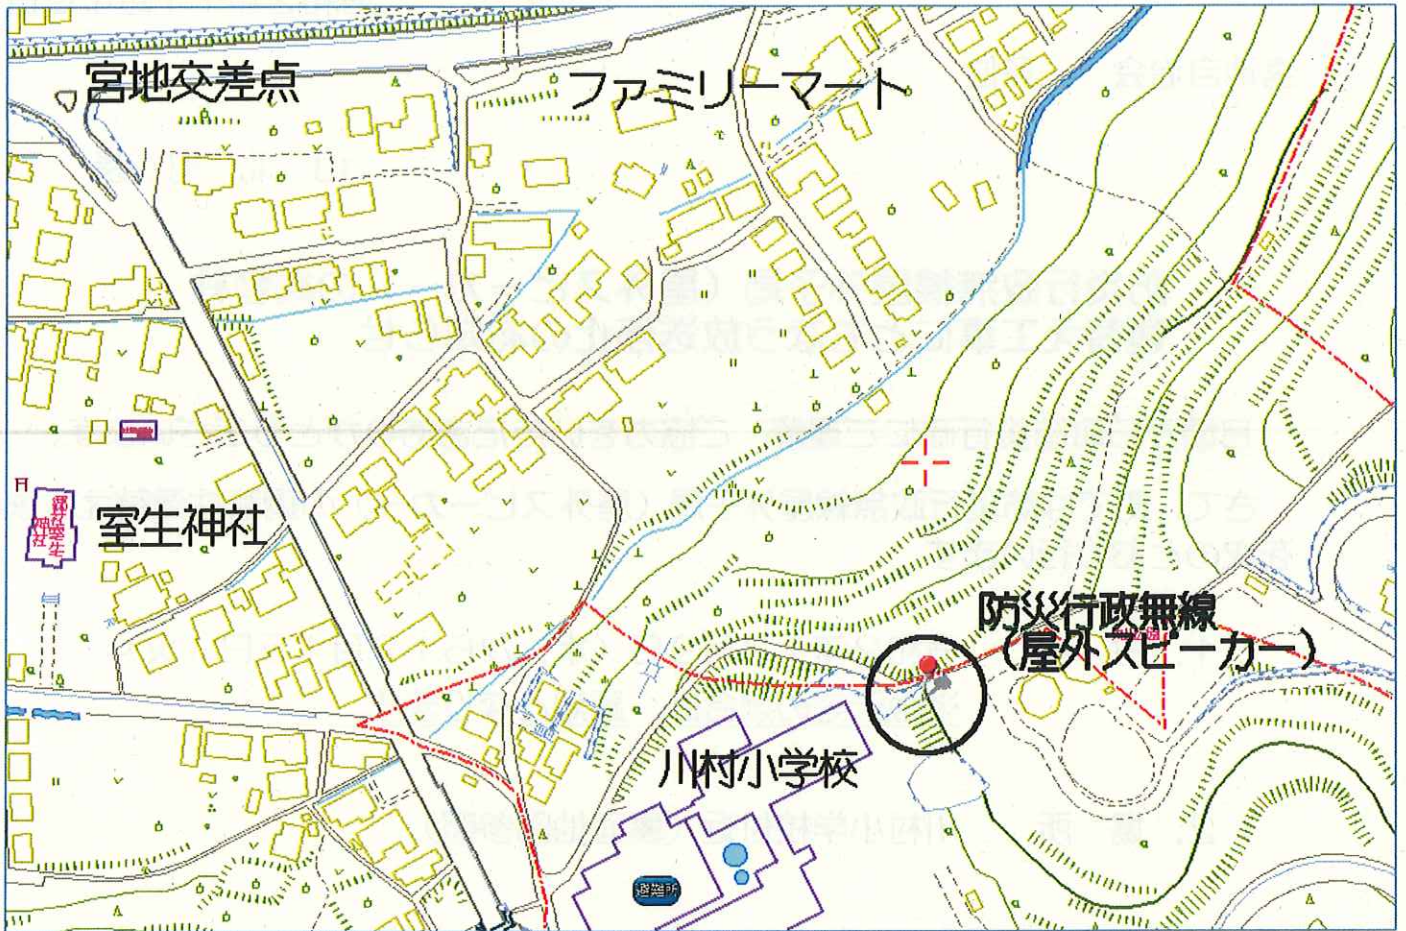 宮地交差点
ファミリーマート
室生神社
防災行政無線
（屋外スピーカー）
川村小学校
避難所